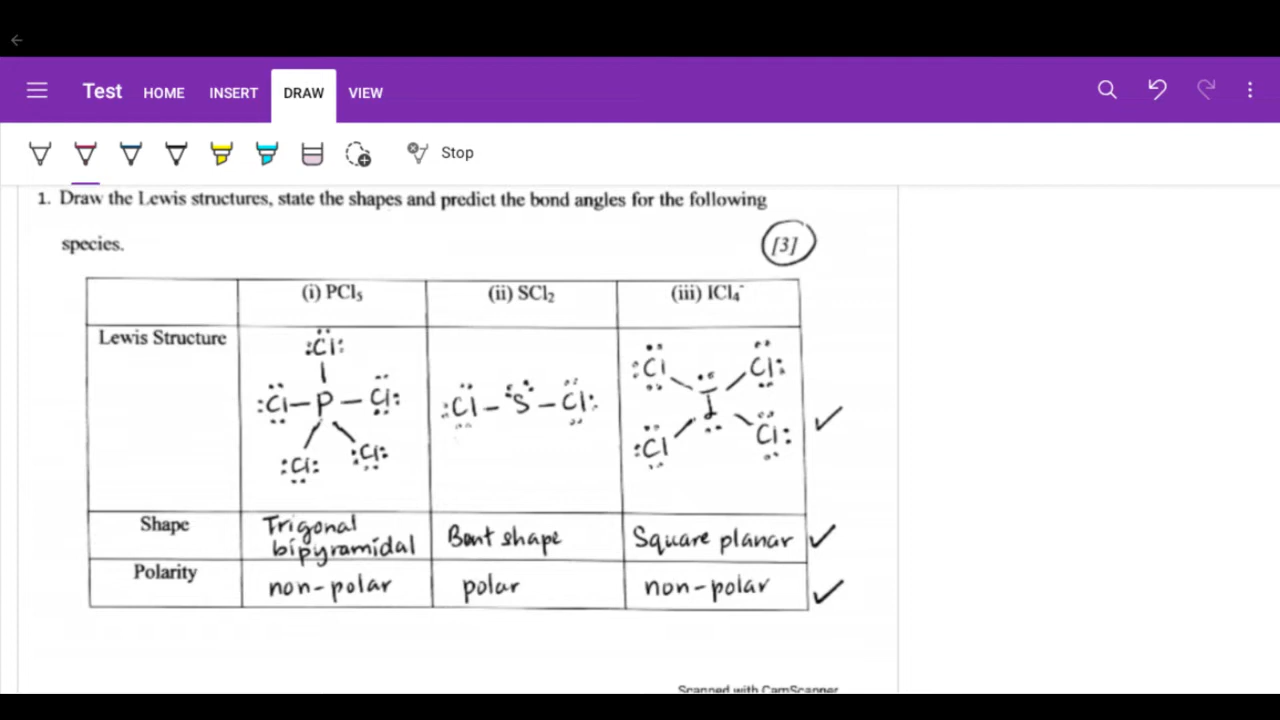 Test HOME INSERT DRAW VIEW
Stop
1. Draw the Lewis structures, state the shapes and predict the bond angles for the following
species.
[3]
(i) PCl₅ (ii) SCl₂ (iii) ICl₄⁻
Lewis Structure
:Cl:
:Cl–P–Cl:
:Cl: :Cl:
:Cl–S–Cl:
:Cl Cl:
I
:Cl Cl:
Shape Trigonal bipyramidal Bent shape Square planar
Polarity non-polar polar non-polar
Scanned with CamScanner